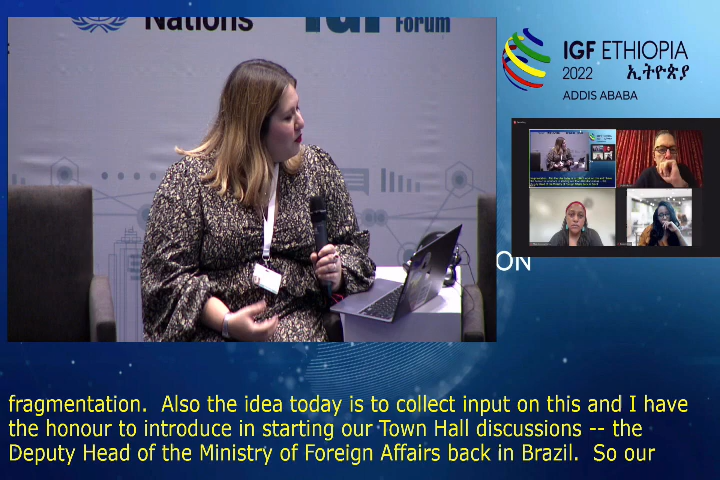 Nations
IGF
Forum
IGF ETHIOPIA
2022 ኢትዮጵያ
ADDIS ABABA
ON
fragmentation. Also the idea today is to collect input on this and I have
the honour to introduce in starting our Town Hall discussions -- the
Deputy Head of the Ministry of Foreign Affairs back in Brazil. So our